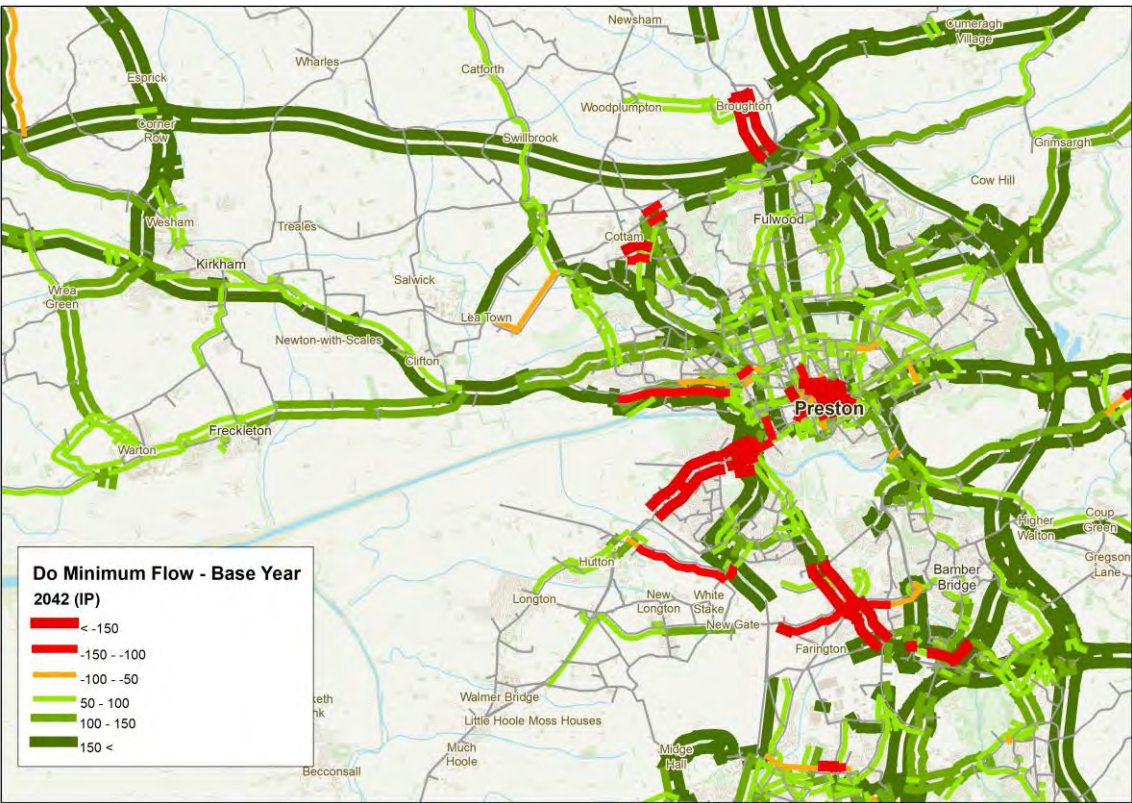 Newsham
Cumeragh
Village
Wharles
Catforth
Esprick
Woodplumpton
Broughton
Corner
Row
Swillbrook
Grimsargh
Cow Hill
Wesham
Treales
Fulwood
Cottam
Kirkham
Salwick
Wrea
Green
Lea Town
Newton-with-Scales
Clifton
Preston
Freckleton
Warton
Higher
Walton
Coup
Green
Gregson
Lane
Hutton
Bamber
Bridge
Longton
New
Longton
White
Stake
New Gate
Farington
Walmer Bridge
Little Hoole Moss Houses
Much
Hoole
Midge
Hall
Becconsall
keth
nk
Do Minimum Flow - Base Year
2042 (IP)
< -150
-150 - -100
-100 - -50
50 - 100
100 - 150
150 <